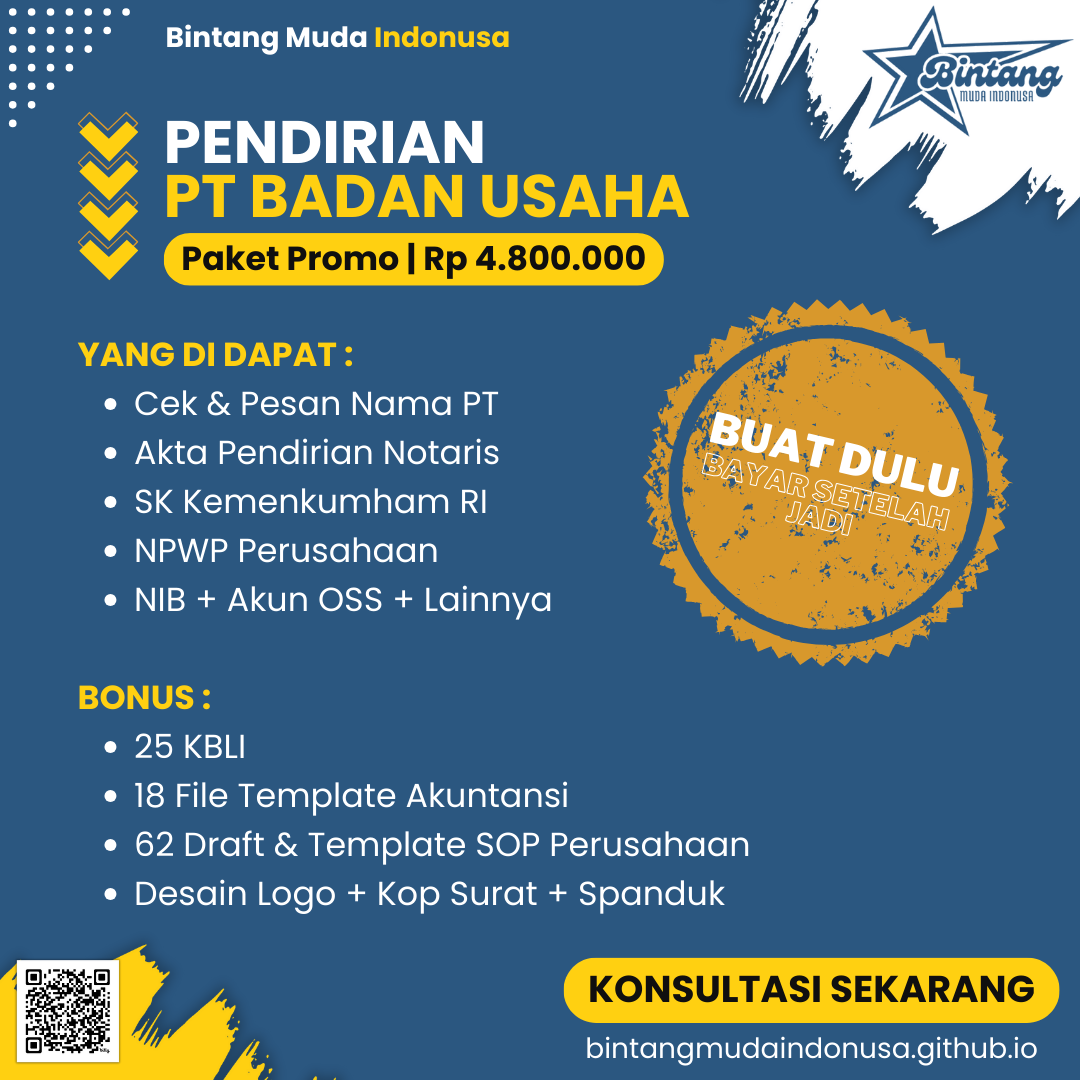 Bintang Muda Indonusa
Bintang
MUDA INDONUSA
PENDIRIAN
PT BADAN USAHA
Paket Promo | Rp 4.800.000
YANG DI DAPAT :
• Cek & Pesan Nama PT
• Akta Pendirian Notaris
• SK Kemenkumham RI
• NPWP Perusahaan
• NIB + Akun OSS + Lainnya
BUAT DULU
BAYAR SETELAH
JADI
BONUS :
• 25 KBLI
• 18 File Template Akuntansi
• 62 Draft & Template SOP Perusahaan
• Desain Logo + Kop Surat + Spanduk
KONSULTASI SEKARANG
bintangmudaindonusa.github.io